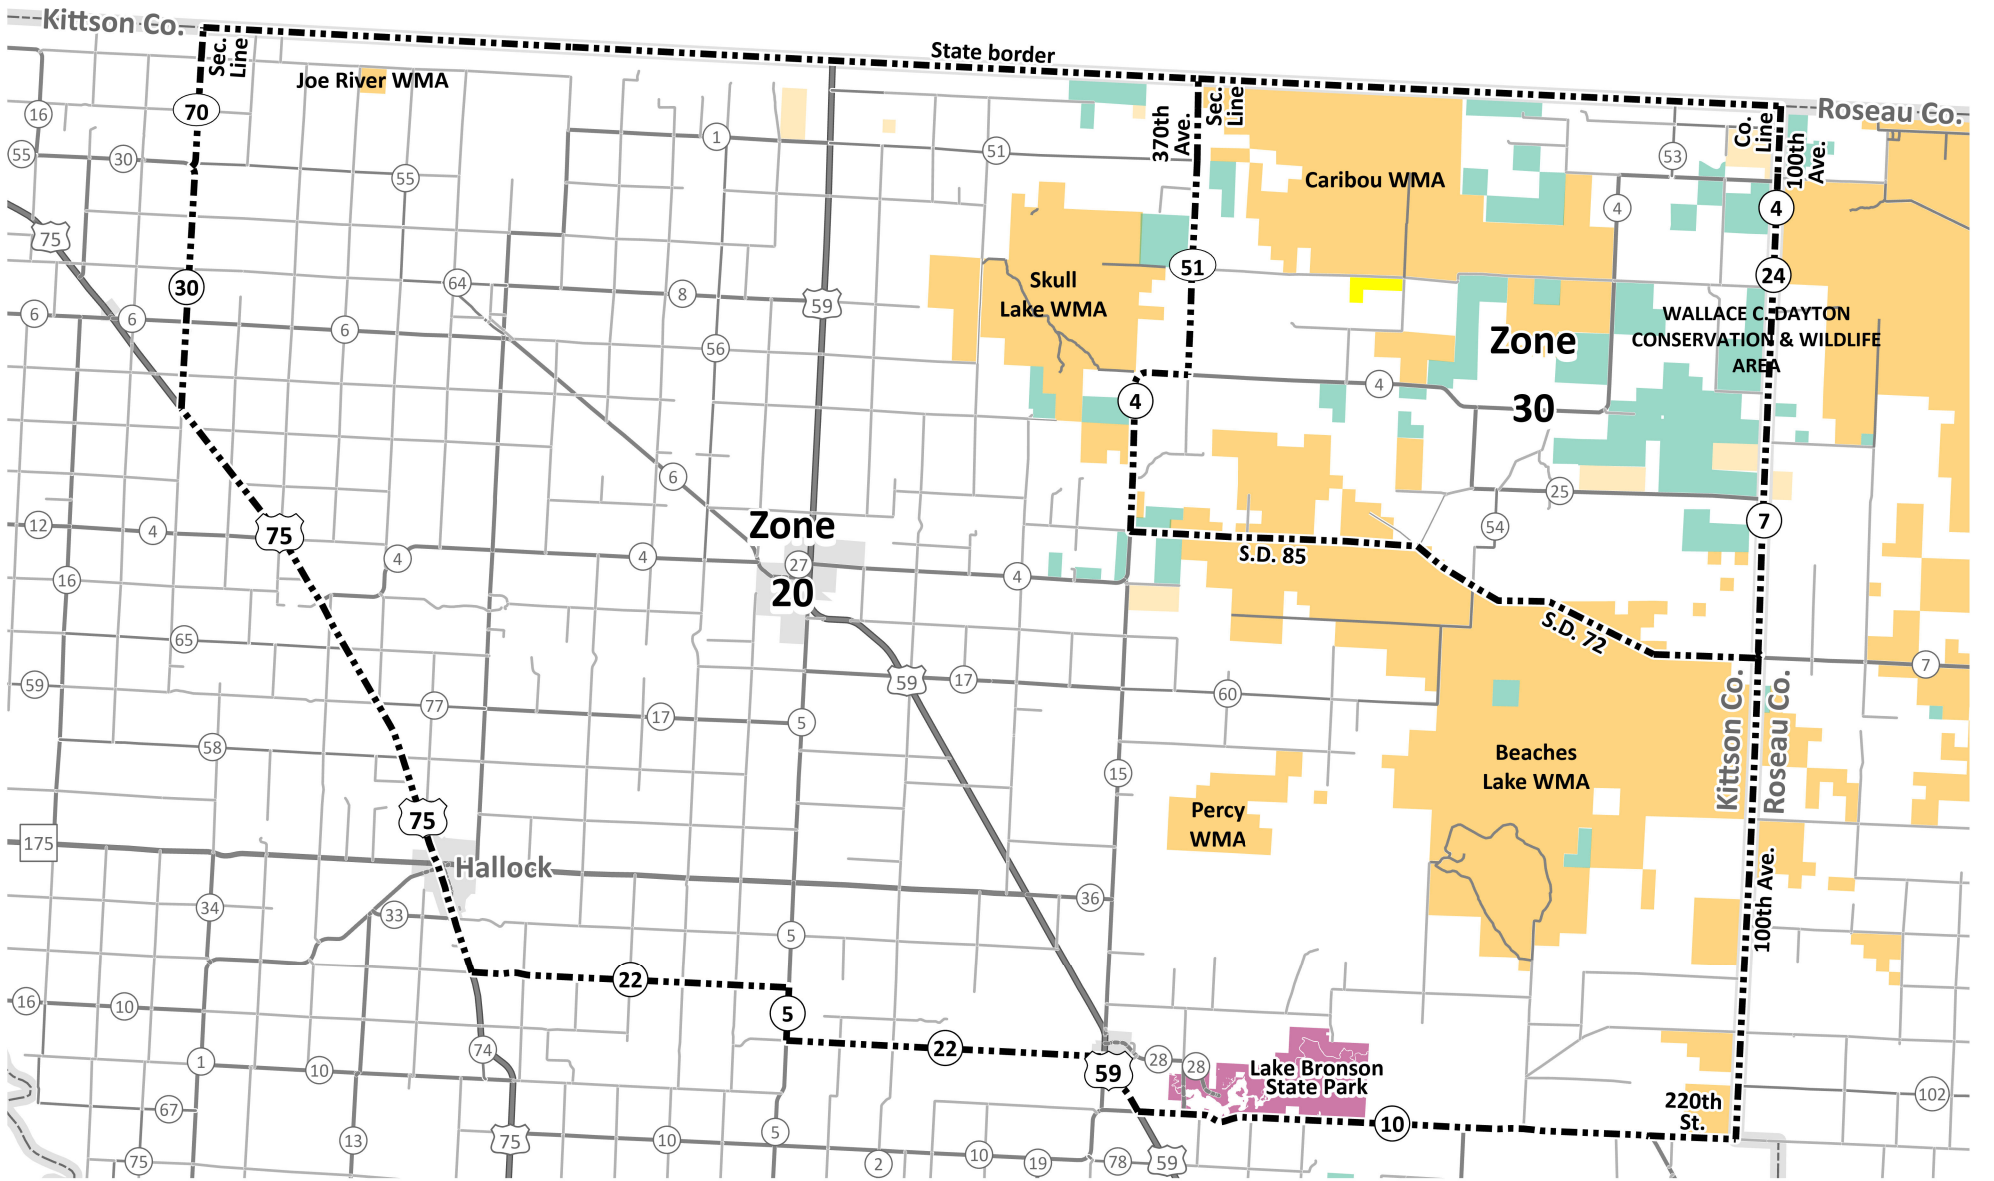 Kittson Co.
Sec.
Line
State border
Joe River WMA
Roseau Co.
370th
Ave.
Sec.
Line
Co.
Line
100th
Ave.
16
70
1
51
53
55
30
55
Caribou WMA
4
4
75
51
24
30
64
8
59
Skull
Lake WMA
6
6
6
56
WALLACE C. DAYTON
CONSERVATION & WILDLIFE
AREA
Zone
30
4
4
6
25
12
4
75
Zone
20
27
54
7
4
4
4
S.D. 85
16
S.D. 72
65
7
59
77
17
5
59
17
60
Kittson Co.
Roseau Co.
58
15
Beaches
Lake WMA
75
Percy
WMA
175
Hallock
36
34
33
5
100th Ave.
22
16
10
5
1
10
74
22
59
28
28
Lake Bronson
State Park
102
67
220th
St.
10
13
75
10
5
75
2
10
19
78
59